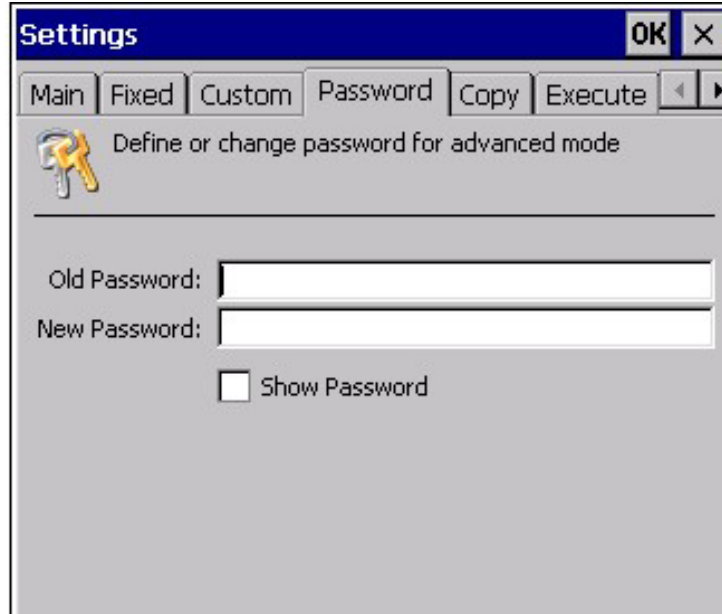 Settings OK ×
Main Fixed Custom Password Copy Execute
Define or change password for advanced mode
Old Password:
New Password:
Show Password